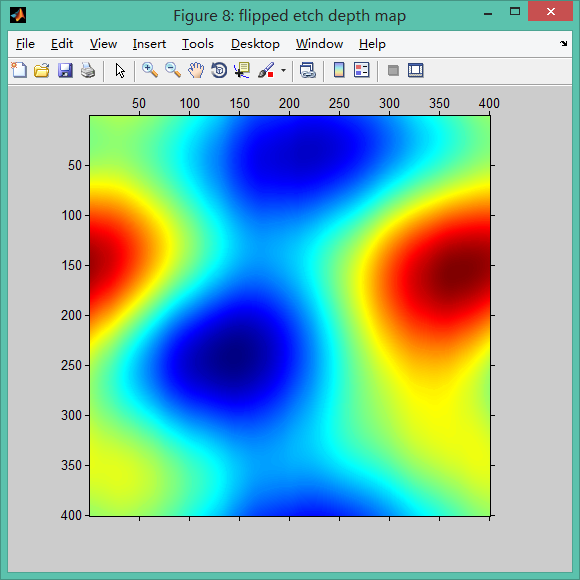 Figure 8: flipped etch depth map
File Edit View Insert Tools Desktop Window Help
50 100 150 200 250 300 350 400
50
100
150
200
250
300
350
400